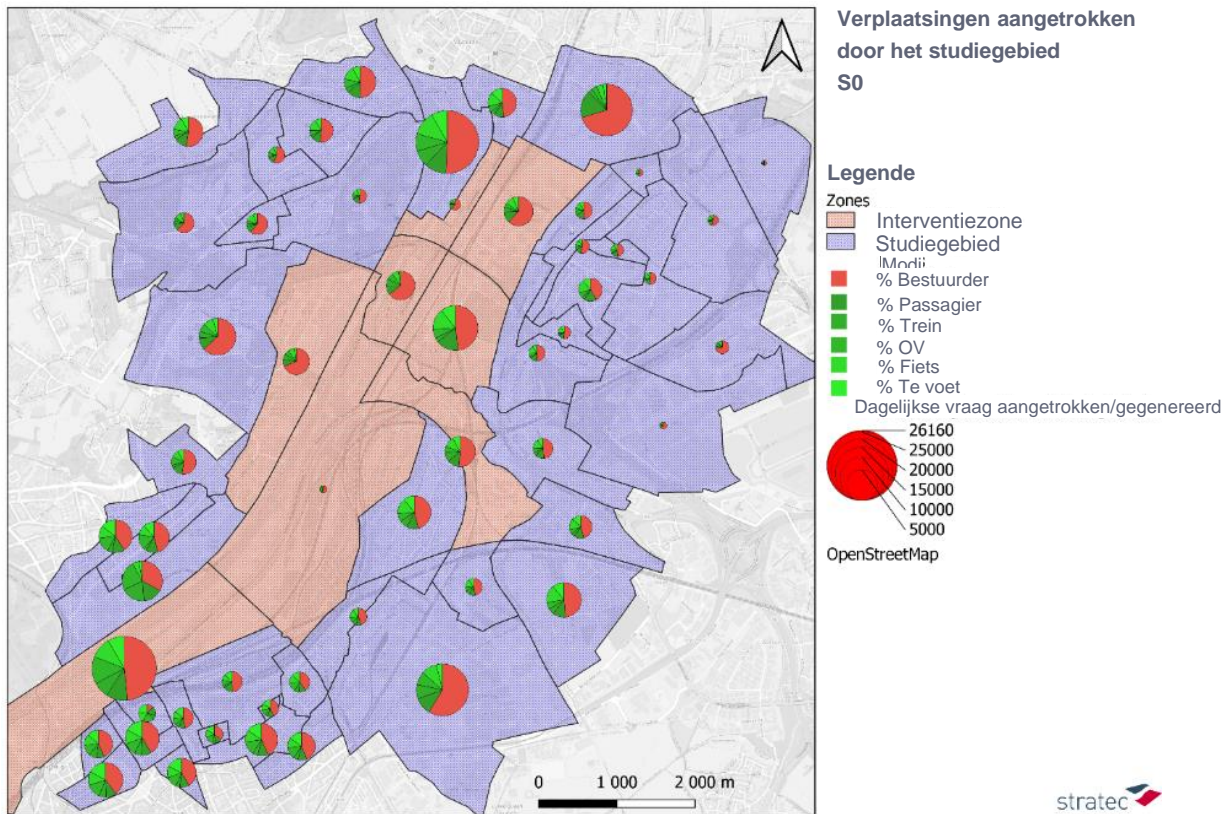 Verplaatsingen aangetrokken
door het studiegebied
S0
Legende
Zones
Interventiezone
Studiegebied
Modii
% Bestuurder
% Passagier
% Trein
% OV
% Fiets
% Te voet
Dagelijkse vraag aangetrokken/gegenereerd
26160
25000
20000
15000
10000
5000
OpenStreetMap
0 1 000 2 000 m
stratec